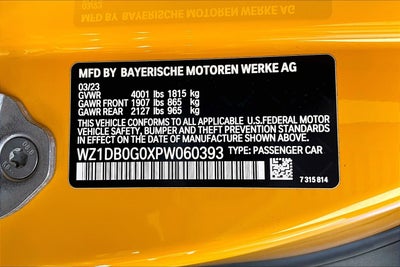 MFD BY BAYERISCHE MOTOREN WERKE AG
03/23
GVWR 4001 lbs 1815 kg
GAWR FRONT 1907 lbs 865 kg
GAWR REAR 2127 lbs 965 kg
THIS VEHICLE CONFORMS TO ALL APPLICABLE
U.S.FEDERAL MOTOR
VEHICLE SAFETY, BUMPER, AND THEFT PREVENTION STANDARDS
IN EFFECT ON THE DATE OF MANUFACTURE SHOWN ABOVE.
WZ1DB0G0XPW060393 TYPE: PASSENGER CAR
7 315 814